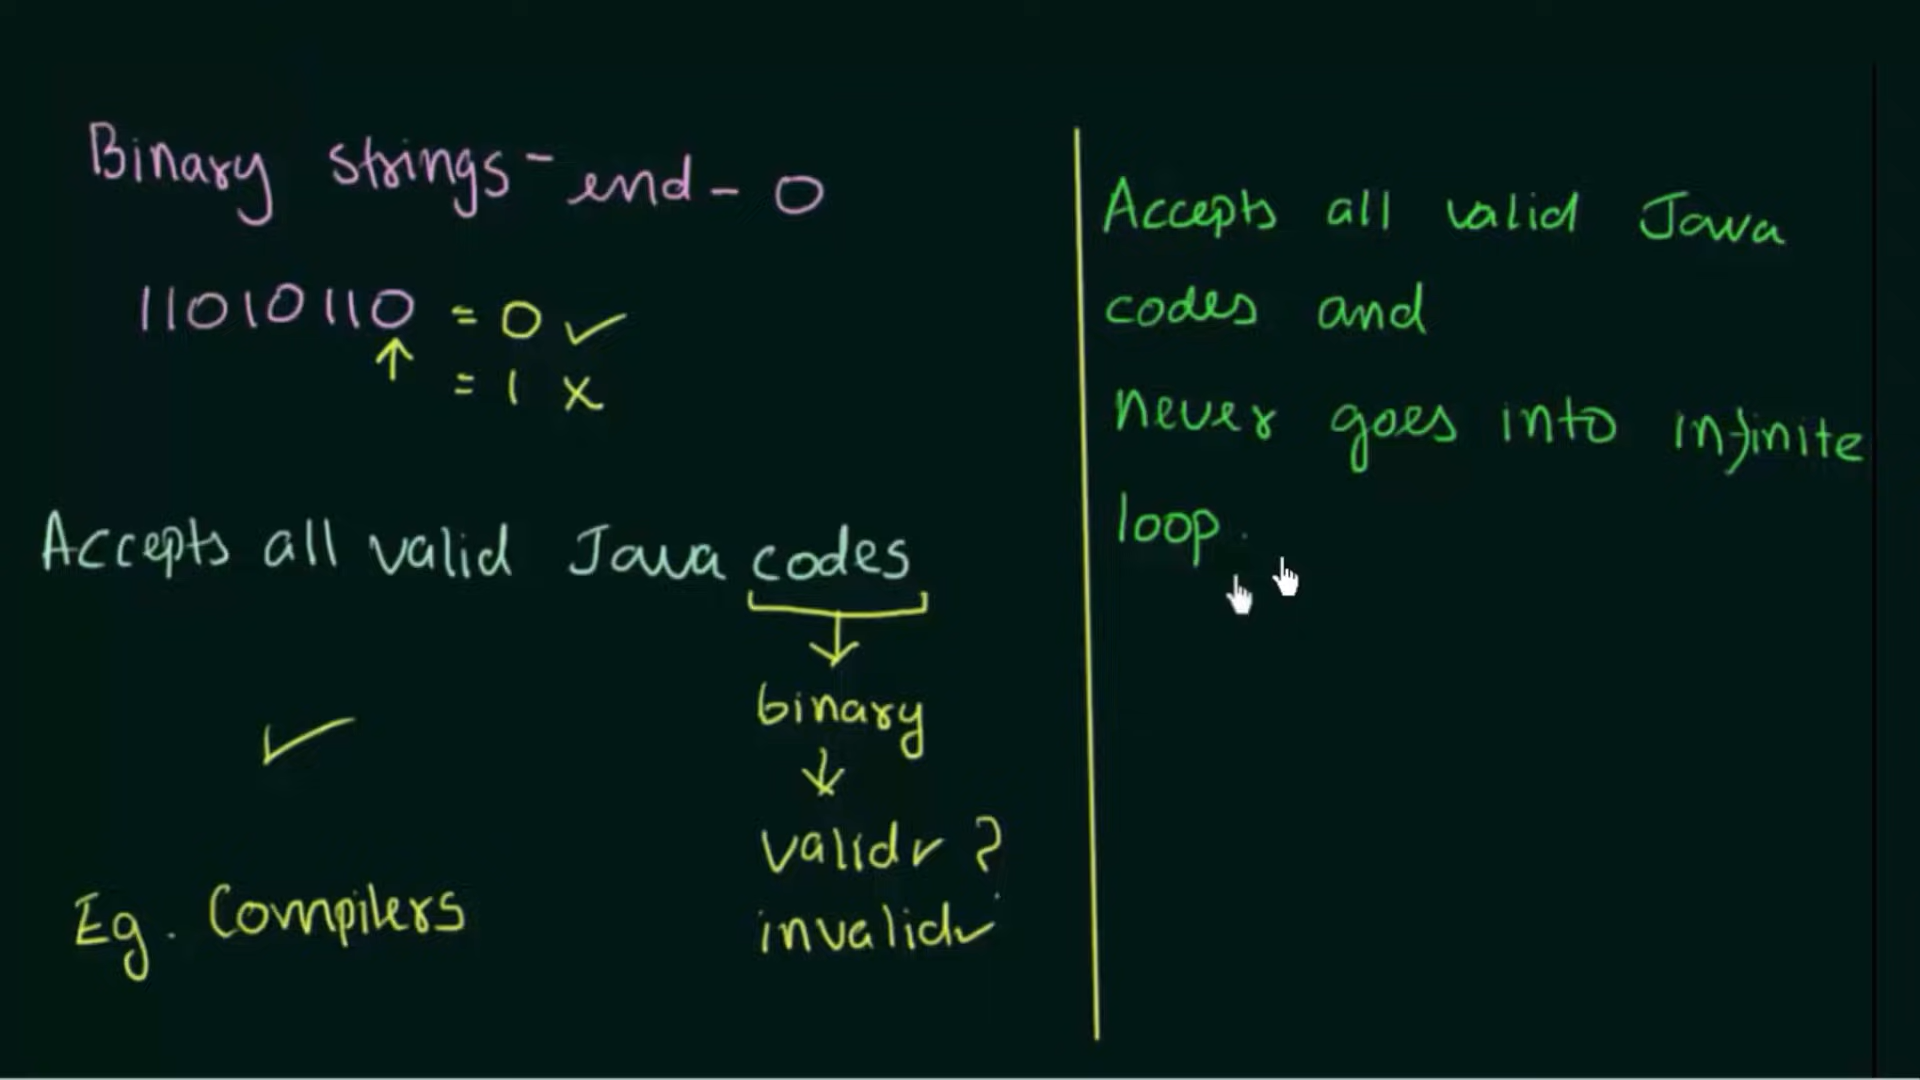 Binary strings - end - 0
11010110 = 0 ✓
↑ = 1 x
Accepts all valid Java codes
↓
binary
✓
↓
valid ✓ ?
Eg. Compilers
invalid ✓
Accepts all valid Java
codes and
never goes into infinite
loop.